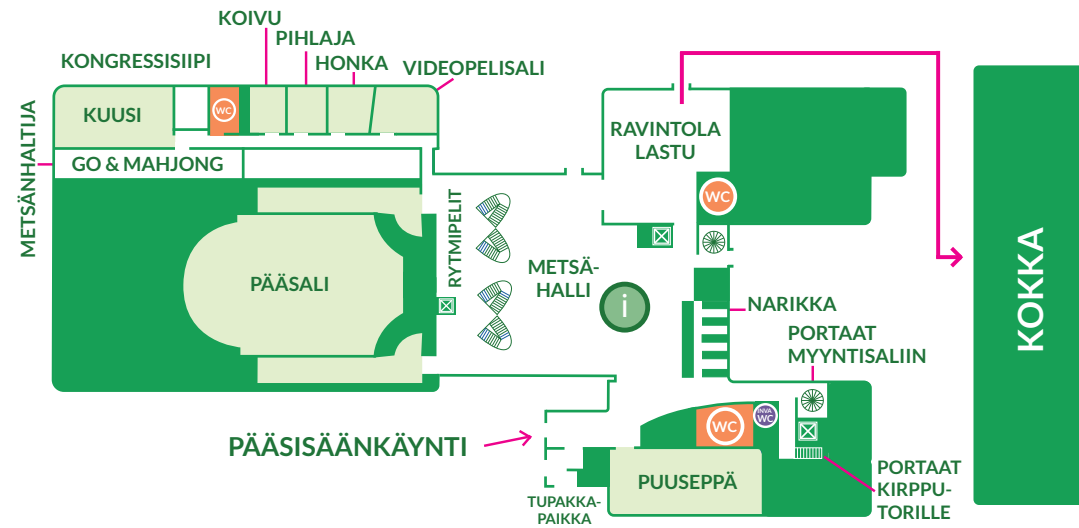 KOIVU
PIHLAJA
HONKA
VIDEOPELISALI
KONGRESSISIIPI
KUUSI
WC
METSÄNHALTIJA
GO & MAHJONG
RAVINTOLA
LASTU
WC
KOKKA
PÄÄSALI
RYTMIPELIT
METSÄ-
HALLI
i
NARIKKA
PORTAAT
MYYNTISALIIN
PÄÄSISÄÄNKÄYNTI
WC
INVA
WC
PUUSEPPÄ
PORTAAT
KIRPPU-
TORILLE
TUPAKKA-
PAIKKA